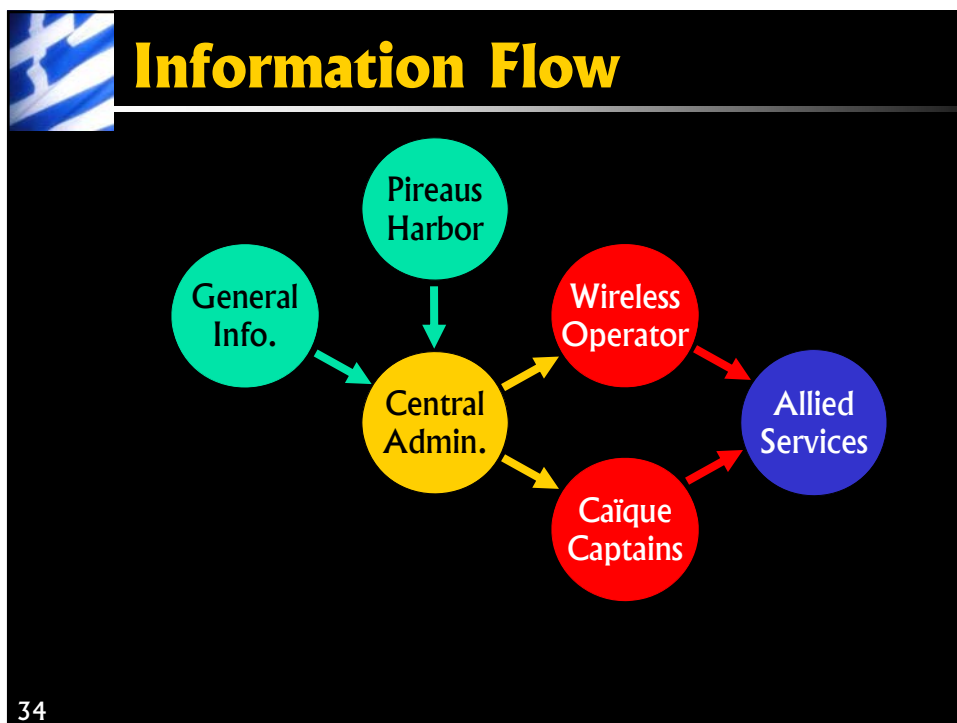 Information Flow
Pireaus
Harbor
General
Info.
Wireless
Operator
Central
Admin.
Allied
Services
Caïque
Captains
34